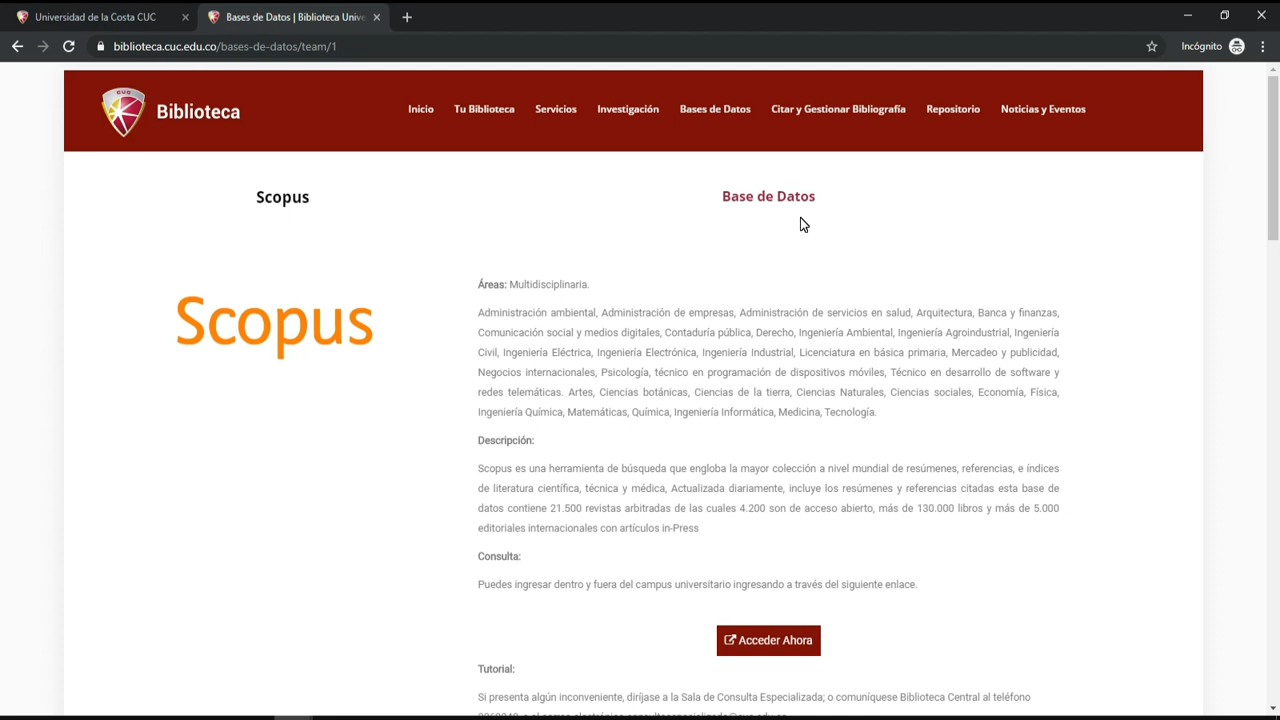 Universidad de la Costa CUC
Bases de Datos | Biblioteca Unive
biblioteca.cuc.edu.co/bases-de-datos/team/1
Incógnito
CUC
Biblioteca
Inicio
Tu Biblioteca
Servicios
Investigación
Bases de Datos
Citar y Gestionar Bibliografía
Repositorio
Noticias y Eventos
Scopus
Base de Datos
Scopus
Áreas: Multidisciplinaria.
Administración ambiental, Administración de empresas, Administración de servicios en salud, Arquitectura, Banca y finanzas,
Comunicación social y medios digitales, Contaduría pública, Derecho, Ingeniería Ambiental, Ingeniería Agroindustrial, Ingeniería
Civil, Ingeniería Eléctrica, Ingeniería Electrónica, Ingeniería Industrial, Licenciatura en básica primaria, Mercadeo y publicidad,
Negocios internacionales, Psicología, técnico en programación de dispositivos móviles, Técnico en desarrollo de software y
redes telemáticas. Artes, Ciencias botánicas, Ciencias de la tierra, Ciencias Naturales, Ciencias sociales, Economía, Física,
Ingeniería Química, Matemáticas, Química, Ingeniería Informática, Medicina, Tecnología.
Descripción:
Scopus es una herramienta de búsqueda que engloba la mayor colección a nivel mundial de resúmenes, referencias, e índices
de literatura científica, técnica y médica, Actualizada diariamente, incluye los resúmenes y referencias citadas esta base de
datos contiene 21.500 revistas arbitradas de las cuales 4.200 son de acceso abierto, más de 130.000 libros y más de 5.000
editoriales internacionales con artículos in-Press
Consulta:
Puedes ingresar dentro y fuera del campus universitario ingresando a través del siguiente enlace.
Acceder Ahora
Tutorial:
Si presenta algún inconveniente, diríjase a la Sala de Consulta Especializada; o comuníquese Biblioteca Central al teléfono